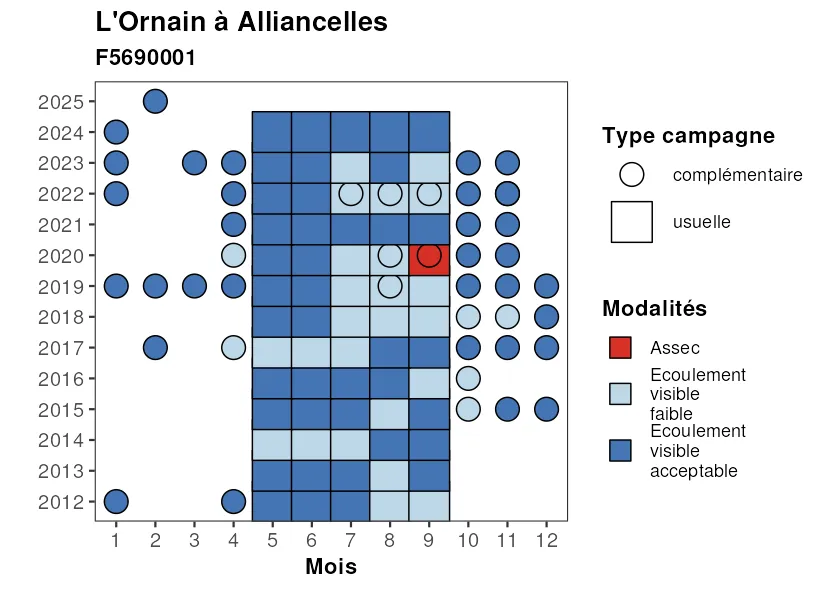 L'Ornain à Alliancelles
F5690001
2025
2024
2023
2022
2021
2020
2019
2018
2017
2016
2015
2014
2013
2012
1 2 3 4 5 6 7 8 9 10 11 12
Mois
Type campagne
complémentaire
usuelle
Modalités
Assec
Ecoulement
visible
faible
Ecoulement
visible
acceptable